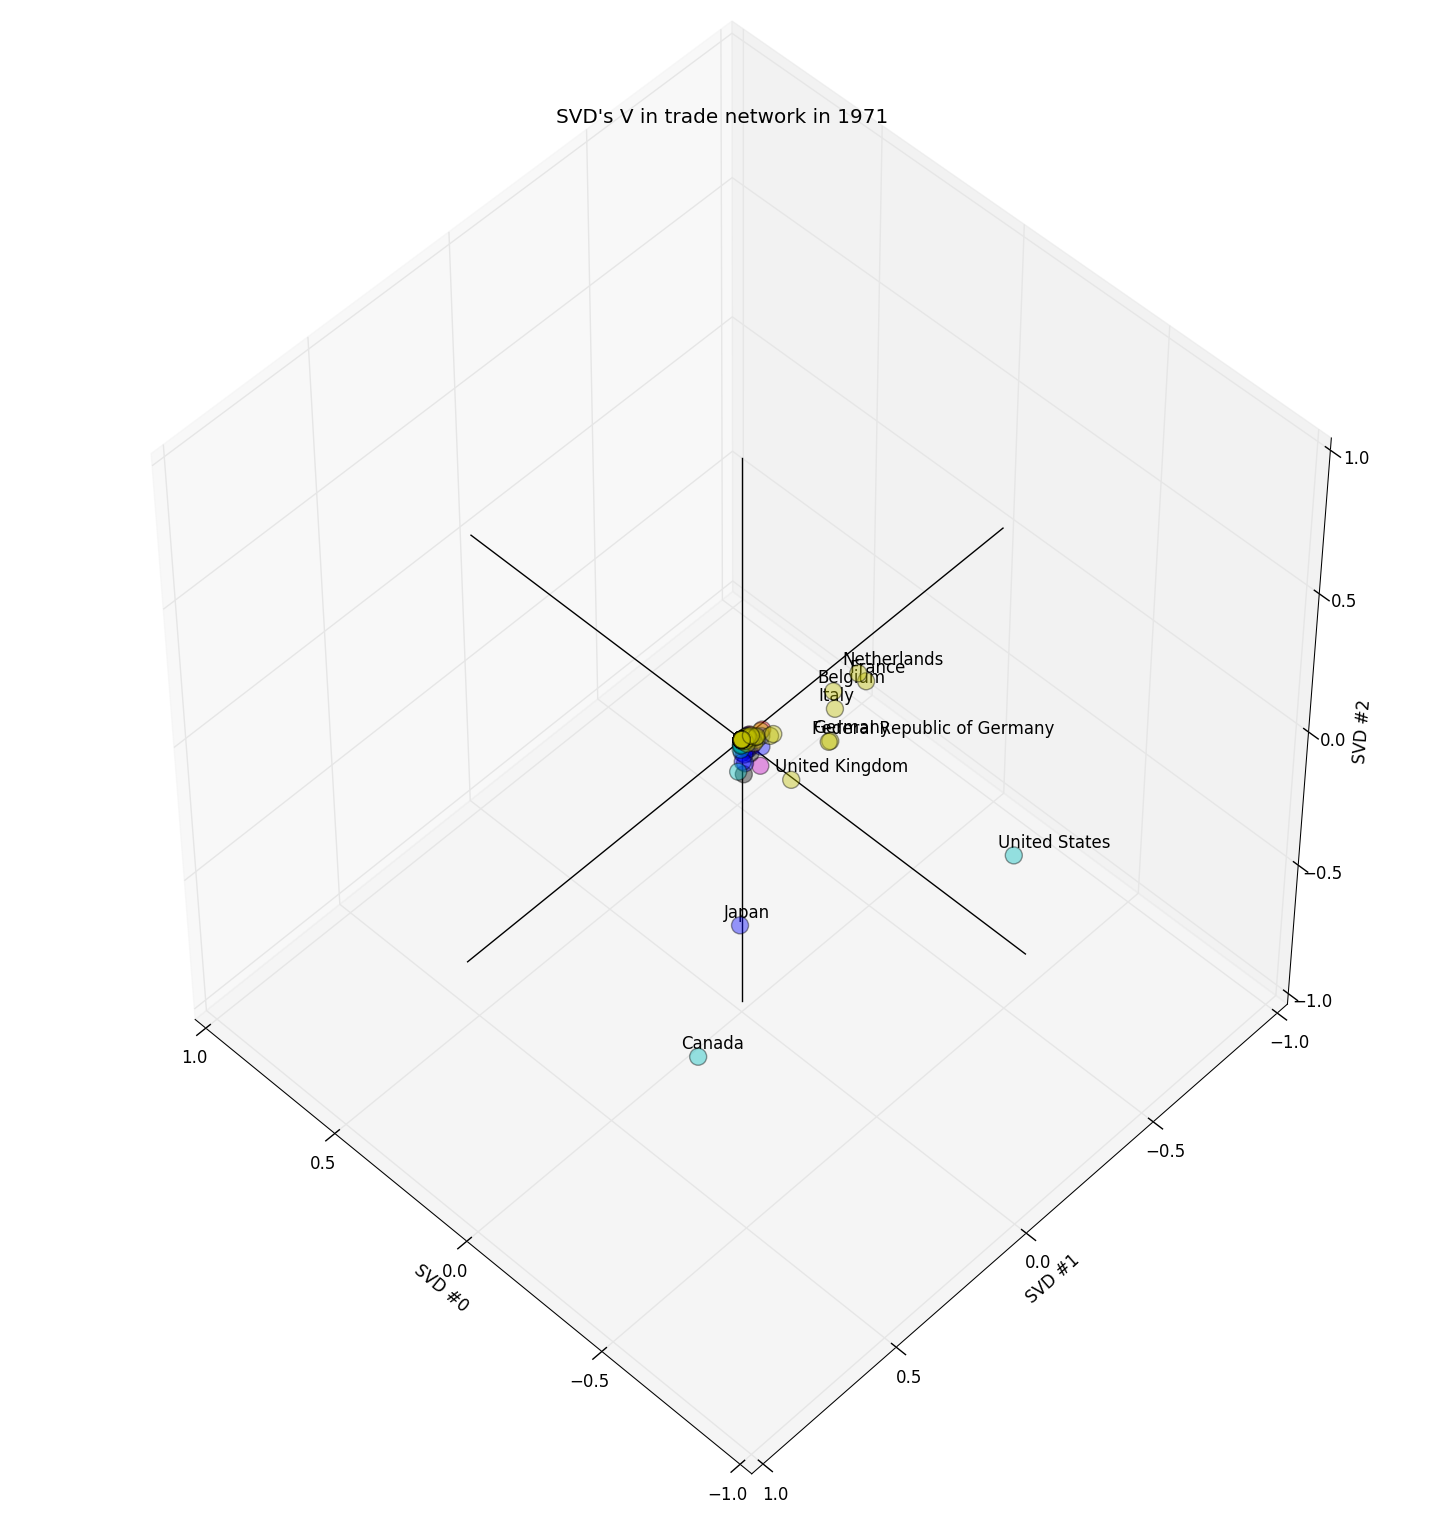 SVD's V in trade network in 1971
1.0
0.5
0.0
−0.5
−1.0
SVD #2
Netherlands
France
Belgium
Italy
Germany
Federal Republic of Germany
United Kingdom
United States
Japan
Canada
1.0
0.5
0.0
−0.5
−1.0
SVD #0
−1.0
−0.5
0.0
0.5
1.0
SVD #1